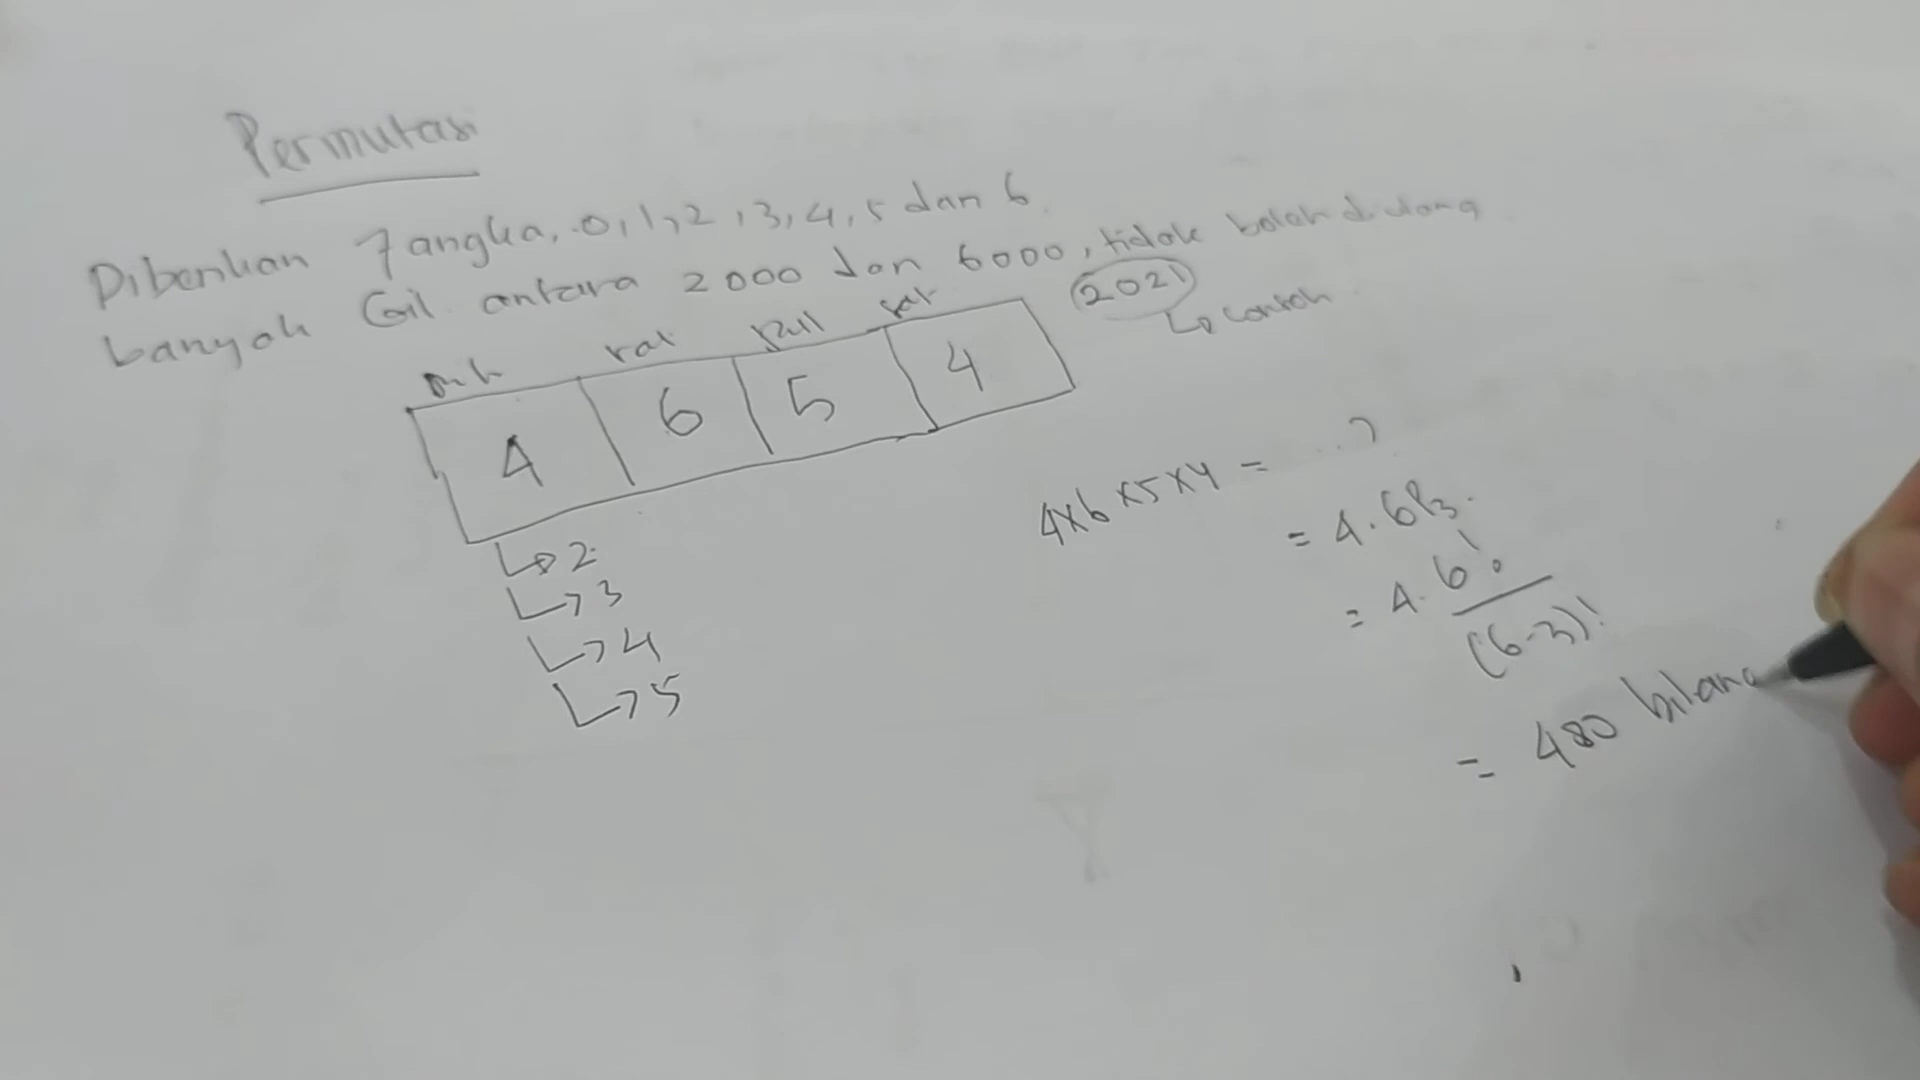 Permutasi
Diberikan 7 angka, 0, 1, 2, 3, 4, 5 dan 6.
banyak bil. antara 2000 dan 6000, tidak boleh diulang
2021
↳ contoh
rat pul sat
4 6 5 4
↳ 2
↳ 3
↳ 4
↳ 5
4x6x5x4 = ...?
= 4. 6P3.
= 4. 6!
(6-3)!
= 480 bilang